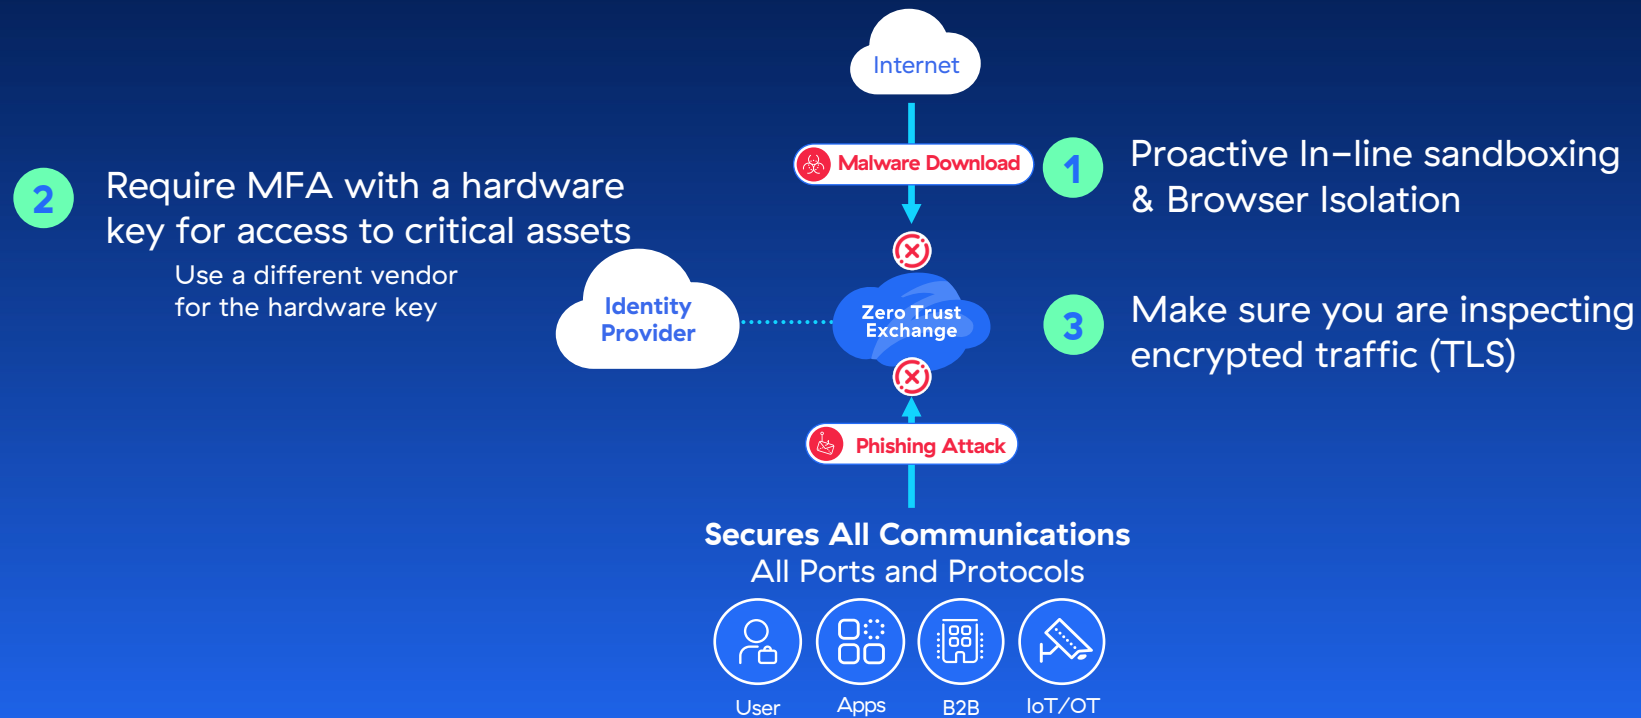 Internet
Malware Download
1
Proactive In-line sandboxing
& Browser Isolation
2
Require MFA with a hardware
key for access to critical assets
Use a different vendor
for the hardware key
Identity
Provider
Zero Trust
Exchange
3
Make sure you are inspecting
encrypted traffic (TLS)
Phishing Attack
Secures All Communications
All Ports and Protocols
User
Apps
B2B
IoT/OT